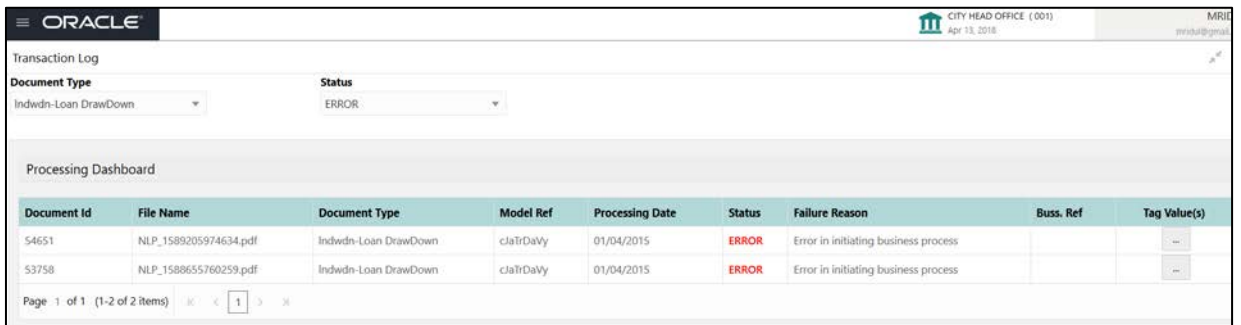 ORACLE
CITY HEAD OFFICE ( 001)
MRID
Apr 13, 2018
mridul@gmail.
Transaction Log
Document Type Status
Indwdn-Loan DrawDown ERROR
Processing Dashboard
Document Id File Name Document Type Model Ref Processing Date Status Failure Reason Buss. Ref Tag Value(s)
54651 NLP_1589205974634.pdf Indwdn-Loan DrawDown cJaTrDaVy 01/04/2015 ERROR Error in initiating business process ...
53758 NLP_1588655760259.pdf Indwdn-Loan DrawDown cJaTrDaVy 01/04/2015 ERROR Error in initiating business process ...
Page 1 of 1 (1-2 of 2 items) K < 1 > X